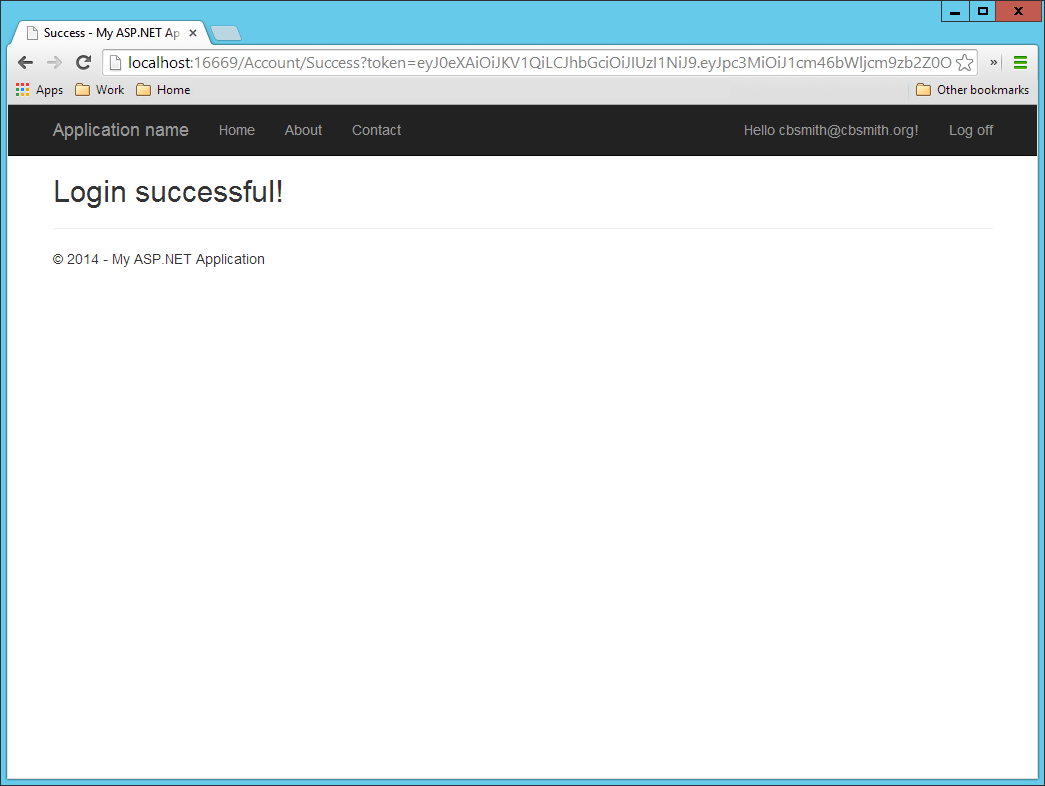 Success - My ASP.NET Ap
localhost:16669/Account/Success?token=eyJ0eXAiOiJKV1QiLCJhbGciOiJIUzI1NiJ9.eyJpc3MiOiJ1cm46bWljcm9zb2Z0O
»
Apps Work Home Other bookmarks
Application name Home About Contact Hello cbsmith@cbsmith.org! Log off
Login successful!
© 2014 - My ASP.NET Application